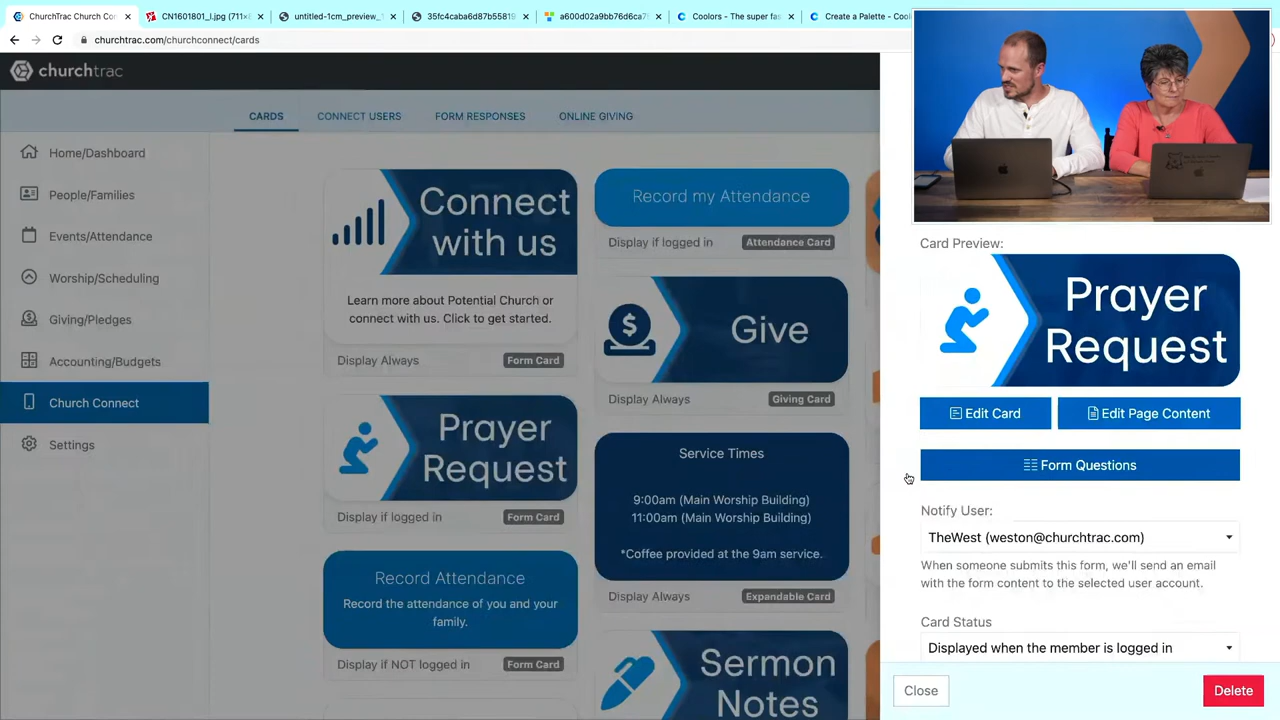 ChurchTrac Church Con
CN1601801_l.jpg (711×
untitled-1cm_preview_
35fc4caba6d87b55819
a600d02a9bb76d6ca7
Coolors - The super fas
Create a Palette - Cool
churchtrac.com/churchconnect/cards
churchtrac
CARDS
CONNECT USERS
FORM RESPONSES
ONLINE GIVING
Home/Dashboard
People/Families
Events/Attendance
Worship/Scheduling
Giving/Pledges
Accounting/Budgets
Church Connect
Settings
Connect
with us
Learn more about Potential Church or
connect with us. Click to get started.
Display Always
Form Card
Prayer
Request
Display if logged in
Form Card
Record Attendance
Record the attendance of you and your
family.
Display if NOT logged in
Form Card
Record my Attendance
Display if logged in
Attendance Card
Give
Display Always
Giving Card
Service Times
9:00am (Main Worship Building)
11:00am (Main Worship Building)
*Coffee provided at the 9am service.
Display Always
Expandable Card
Sermon
Notes
Card Preview:
Prayer
Request
Edit Card
Edit Page Content
Form Questions
Notify User:
TheWest (weston@churchtrac.com)
When someone submits this form, we'll send an email
with the form content to the selected user account.
Card Status
Displayed when the member is logged in
Close
Delete